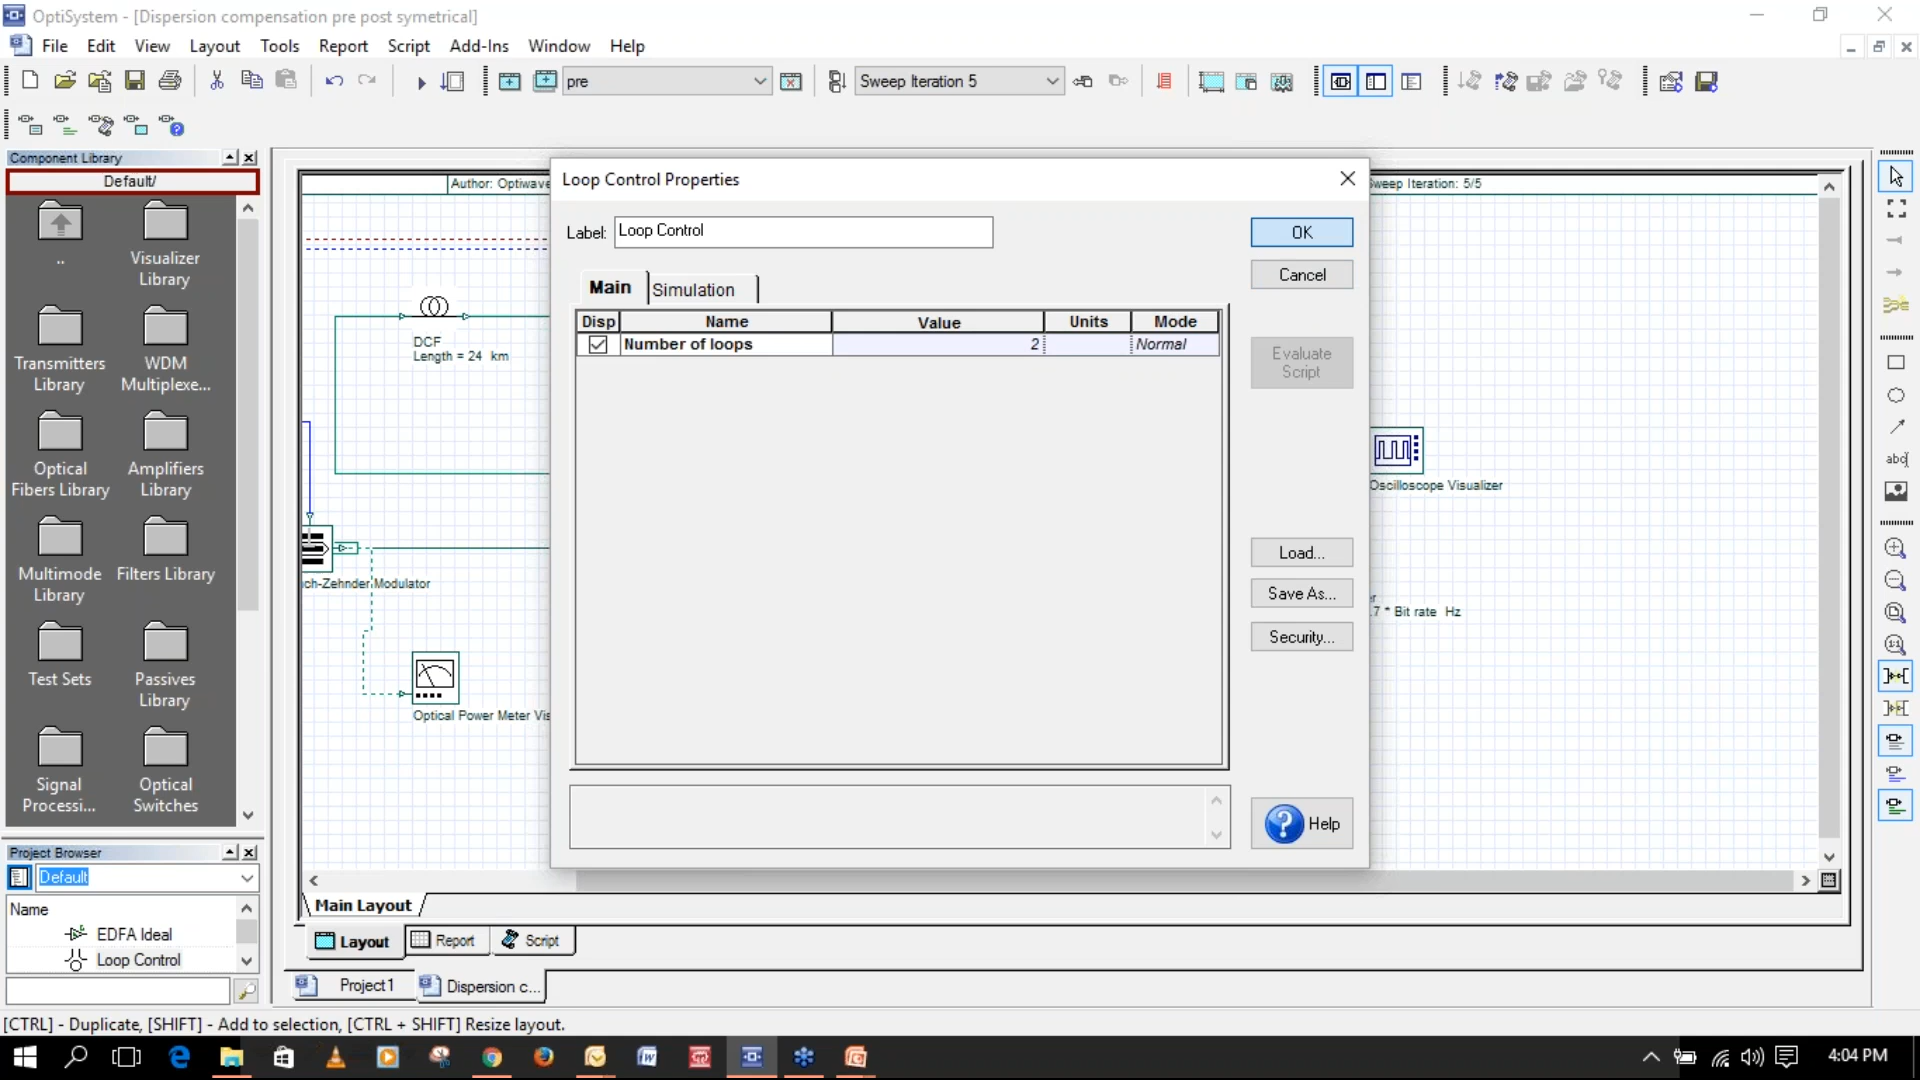 OptiSystem - [Dispersion compensation pre post symetrical]
File Edit View Layout Tools Report Script Add-Ins Window Help
pre
Sweep Iteration 5
Component Library
Default/
..
Visualizer Library
Transmitters Library
WDM Multiplexe...
Optical Fibers Library
Amplifiers Library
Multimode Library
Filters Library
Test Sets
Passives Library
Signal Processi...
Optical Switches
Project Browser
Default
Name
EDFA Ideal
Loop Control
Author: Optiwave
Sweep Iteration: 5/5
DCF
Length = 24 km
ch-Zehnder Modulator
Optical Power Meter Vis
Oscilloscope Visualizer
.7 * Bit rate Hz
Loop Control Properties
Label: Loop Control
OK
Cancel
Evaluate Script
Load...
Save As...
Security...
Help
Main Simulation
Disp Name Value Units Mode
Number of loops 2 Normal
Main Layout
Layout Report Script
Project1 Dispersion c...
[CTRL] - Duplicate, [SHIFT] - Add to selection, [CTRL + SHIFT] Resize layout.
4:04 PM